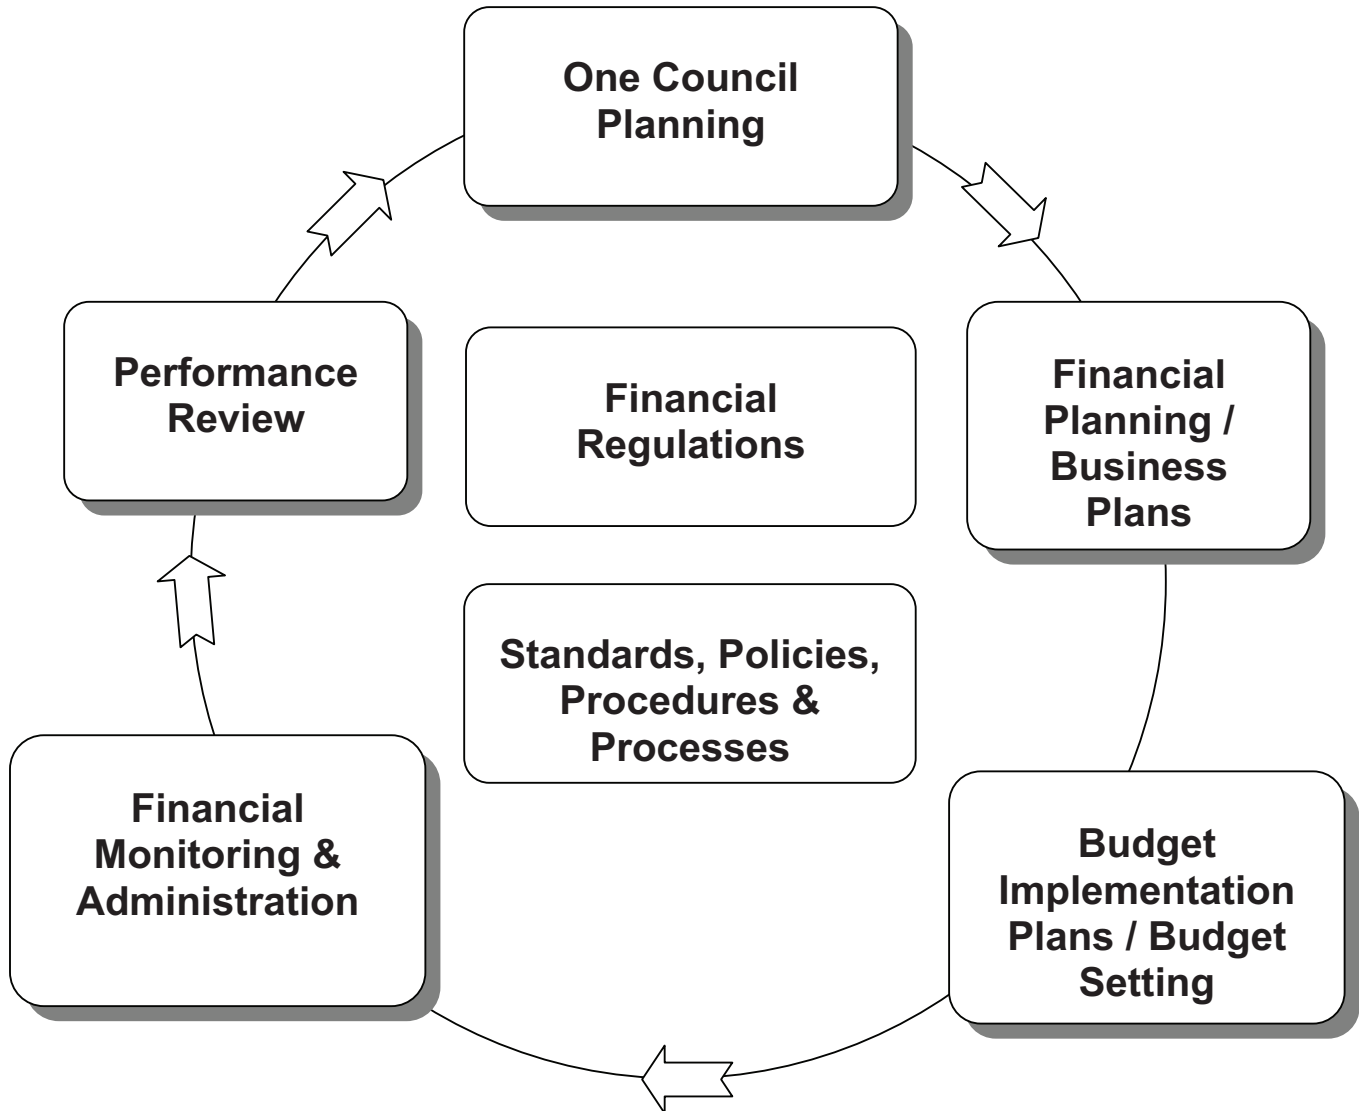 One Council
Planning
Performance
Review
Financial
Regulations
Financial
Planning /
Business
Plans
Standards, Policies,
Procedures &
Processes
Financial
Monitoring &
Administration
Budget
Implementation
Plans / Budget
Setting